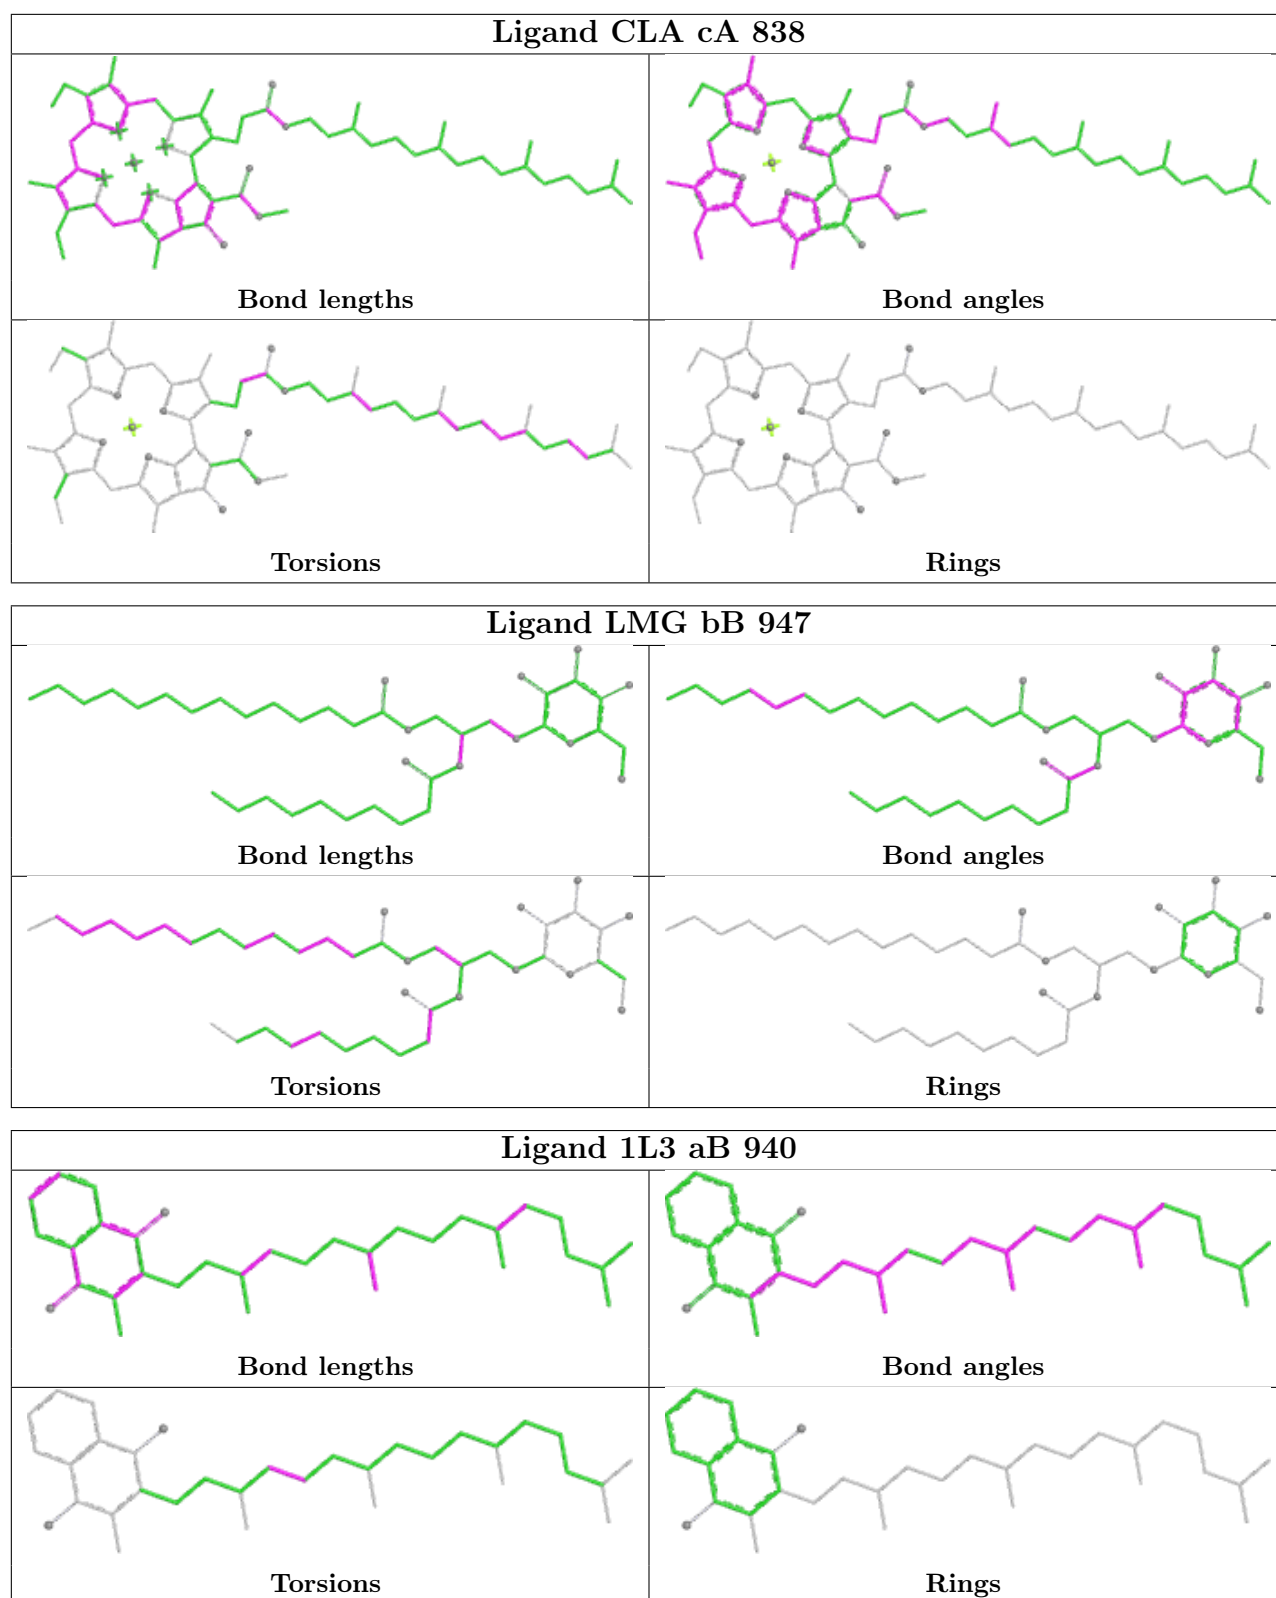 Ligand CLA cA 838
Bond lengths
Bond angles
Torsions
Rings
Ligand LMG bB 947
Bond lengths
Bond angles
Torsions
Rings
Ligand 1L3 aB 940
Bond lengths
Bond angles
Torsions
Rings